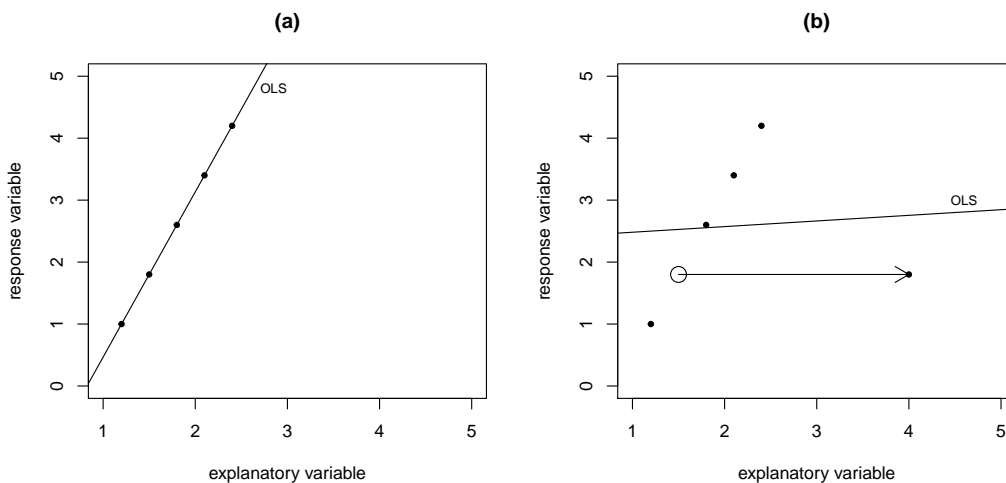 (a)
5
4
3
2
1
0
response variable
OLS
1 2 3 4 5
explanatory variable
(b)
5
4
3
2
1
0
response variable
OLS
1 2 3 4 5
explanatory variable